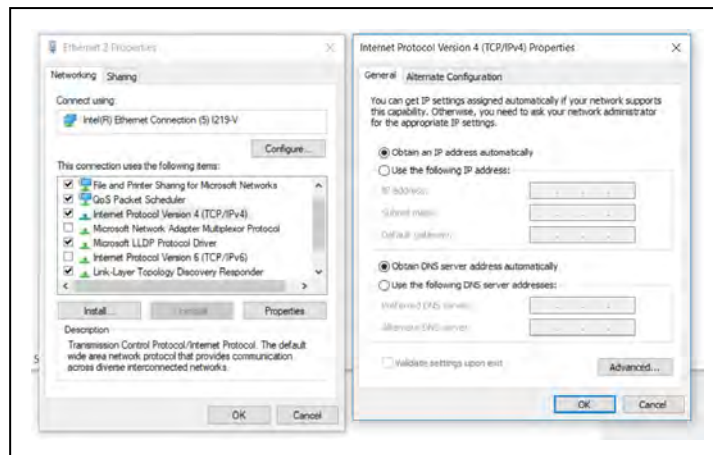 Ethernet 2 Properties
Networking Sharing
Connect using:
Intel(R) Ethernet Connection (5) I219-V
Configure...
This connection uses the following items:
File and Printer Sharing for Microsoft Networks
QoS Packet Scheduler
Internet Protocol Version 4 (TCP/IPv4)
Microsoft Network Adapter Multiplexor Protocol
Microsoft LLDP Protocol Driver
Internet Protocol Version 6 (TCP/IPv6)
Link-Layer Topology Discovery Responder
Install... Uninstall Properties
Description
Transmission Control Protocol/Internet Protocol. The default
wide area network protocol that provides communication
across diverse interconnected networks.
OK Cancel
Internet Protocol Version 4 (TCP/IPv4) Properties
General Alternate Configuration
You can get IP settings assigned automatically if your network supports
this capability. Otherwise, you need to ask your network administrator
for the appropriate IP settings.
Obtain an IP address automatically
Use the following IP address:
IP address:
Subnet mask:
Default gateway:
Obtain DNS server address automatically
Use the following DNS server addresses:
Preferred DNS server:
Alternate DNS server:
Validate settings upon exit
Advanced...
OK Cancel